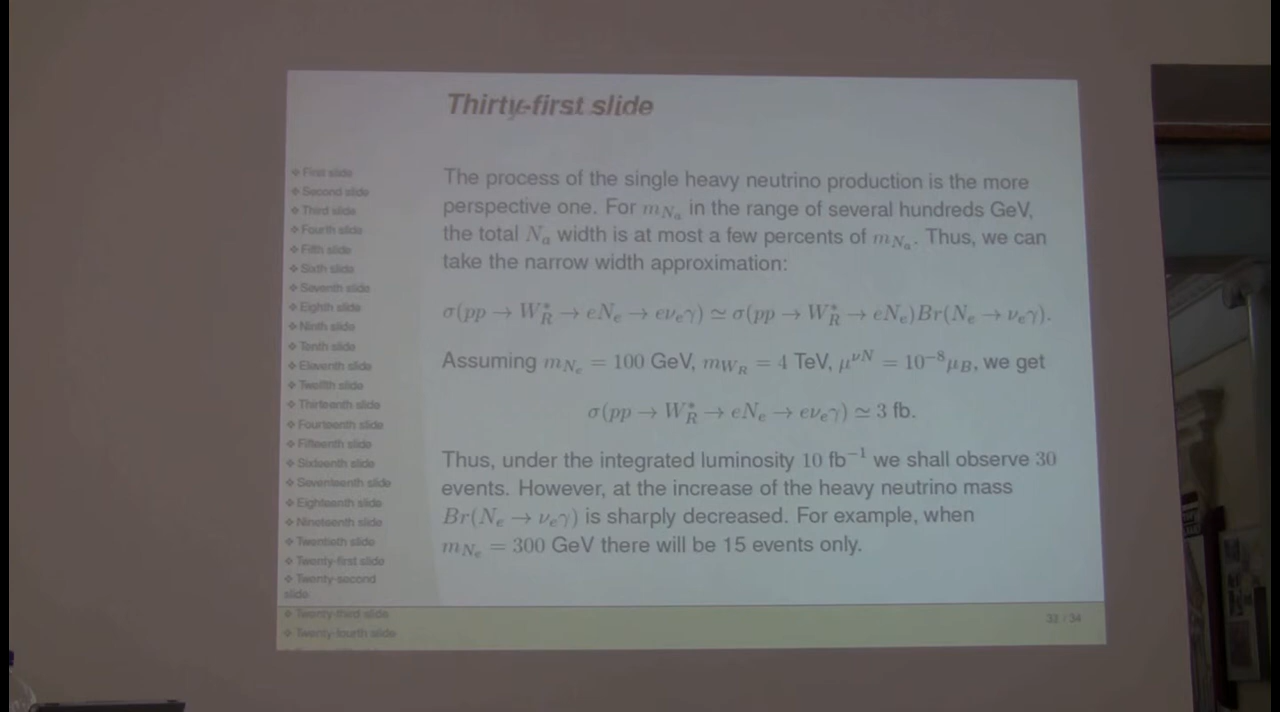 Thirty-first slide
❖ First slide
❖ Second slide
❖ Third slide
❖ Fourth slide
❖ Fifth slide
❖ Sixth slide
❖ Seventh slide
❖ Eighth slide
❖ Ninth slide
❖ Tenth slide
❖ Eleventh slide
❖ Twelfth slide
❖ Thirteenth slide
❖ Fourteenth slide
❖ Fifteenth slide
❖ Sixteenth slide
❖ Seventeenth slide
❖ Eighteenth slide
❖ Nineteenth slide
❖ Twentieth slide
❖ Twenty-first slide
❖ Twenty-second
slide
❖ Twenty-third slide
❖ Twenty-fourth slide
The process of the single heavy neutrino production is the more
perspective one. For m_{N_a} in the range of several hundreds GeV,
the total N_a width is at most a few percents of m_{N_a}. Thus, we can
take the narrow width approximation:
σ(pp → W_R^* → eN_e → eν_eγ) ≃ σ(pp → W_R^* → eN_e)Br(N_e → ν_eγ).
Assuming m_{N_e} = 100 GeV, m_{W_R} = 4 TeV, μ^{νN} = 10^{−8}μ_B, we get
σ(pp → W_R^* → eN_e → eν_eγ) ≃ 3 fb.
Thus, under the integrated luminosity 10 fb^{−1} we shall observe 30
events. However, at the increase of the heavy neutrino mass
Br(N_e → ν_eγ) is sharply decreased. For example, when
m_{N_e} = 300 GeV there will be 15 events only.